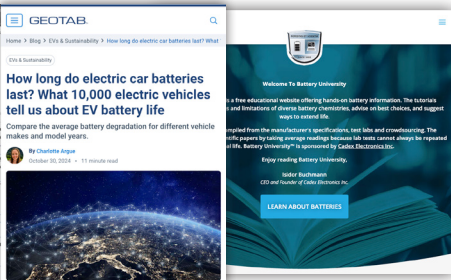 GEOTAB.
Home > Blog > EVs & Sustainability > How long do electric car batteries last? What
EVs & Sustainability
How long do electric car batteries
last? What 10,000 electric vehicles
tell us about EV battery life
Compare the average battery degradation for different vehicle
makes and model years.
By Charlotte Argue
October 30, 2024 • 11 minute read
Welcome To Battery University
s a free educational website offering hands-on battery information. The tutorials
s and limitations of diverse battery chemistries, advise on best choices, and suggest
ways to extend life.
mpiled from the manufacturer's specifications, test labs and crowdsourcing. The
tific papers by taking average readings because lab tests cannot always be repeated
al life. Battery University™ is sponsored by Cadex Electronics Inc.
Enjoy reading Battery University,
Isidor Buchmann
CEO and Founder of Cadex Electronics Inc.
LEARN ABOUT BATTERIES